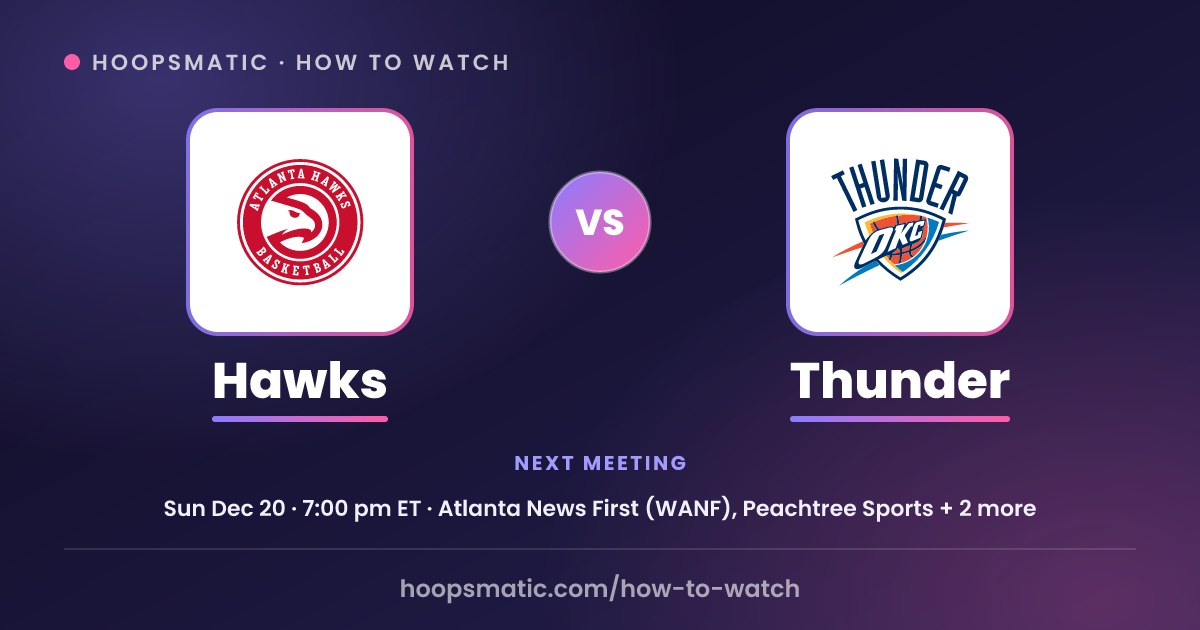 HOOPSMATIC · HOW TO WATCH
ATLANTA HAWKS
BASKETBALL
VS
THUNDER
OKC
Hawks
Thunder
NEXT MEETING
Sun Dec 20 · 7:00 pm ET · Atlanta News First (WANF), Peachtree Sports + 2 more
hoopsmatic.com/how-to-watch